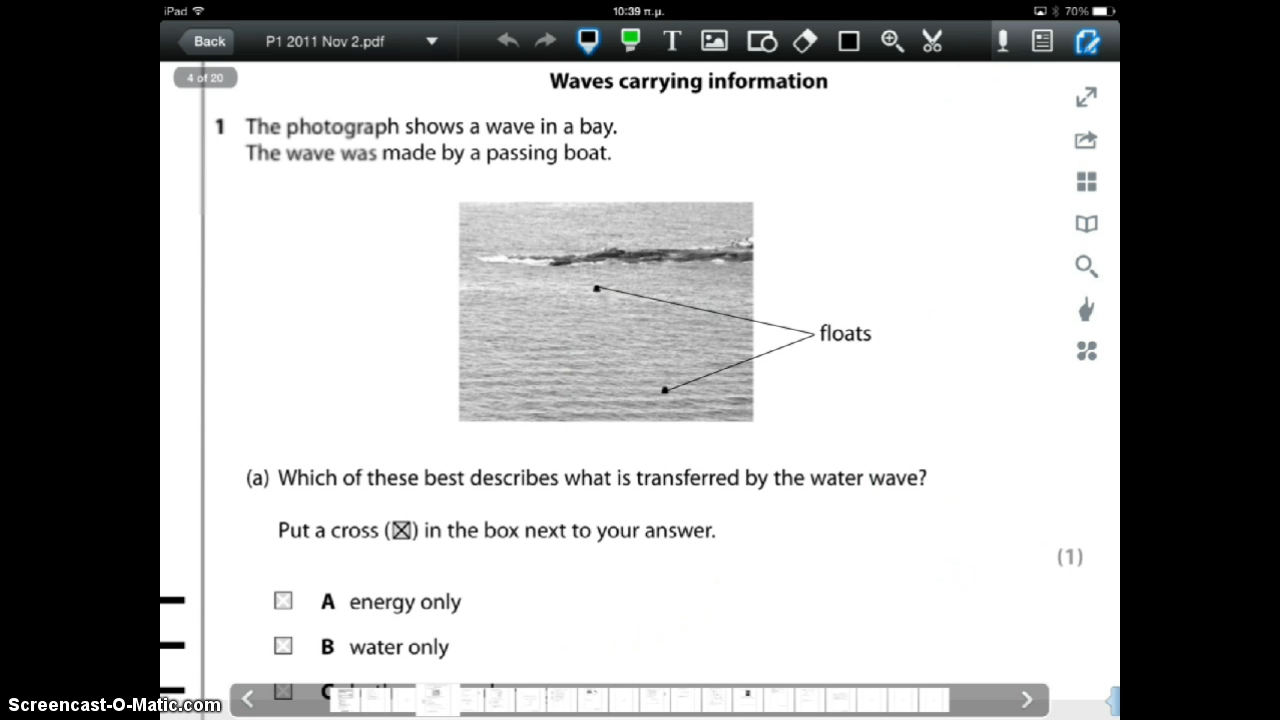 iPad
10:39 π.μ.
70%
Back
P1 2011 Nov 2.pdf
T
4 of 20
Waves carrying information
1 The photograph shows a wave in a bay.
The wave was made by a passing boat.
floats
(a) Which of these best describes what is transferred by the water wave?
Put a cross (☒) in the box next to your answer.
(1)
A energy only
B water only
C
Screencast-O-Matic.com